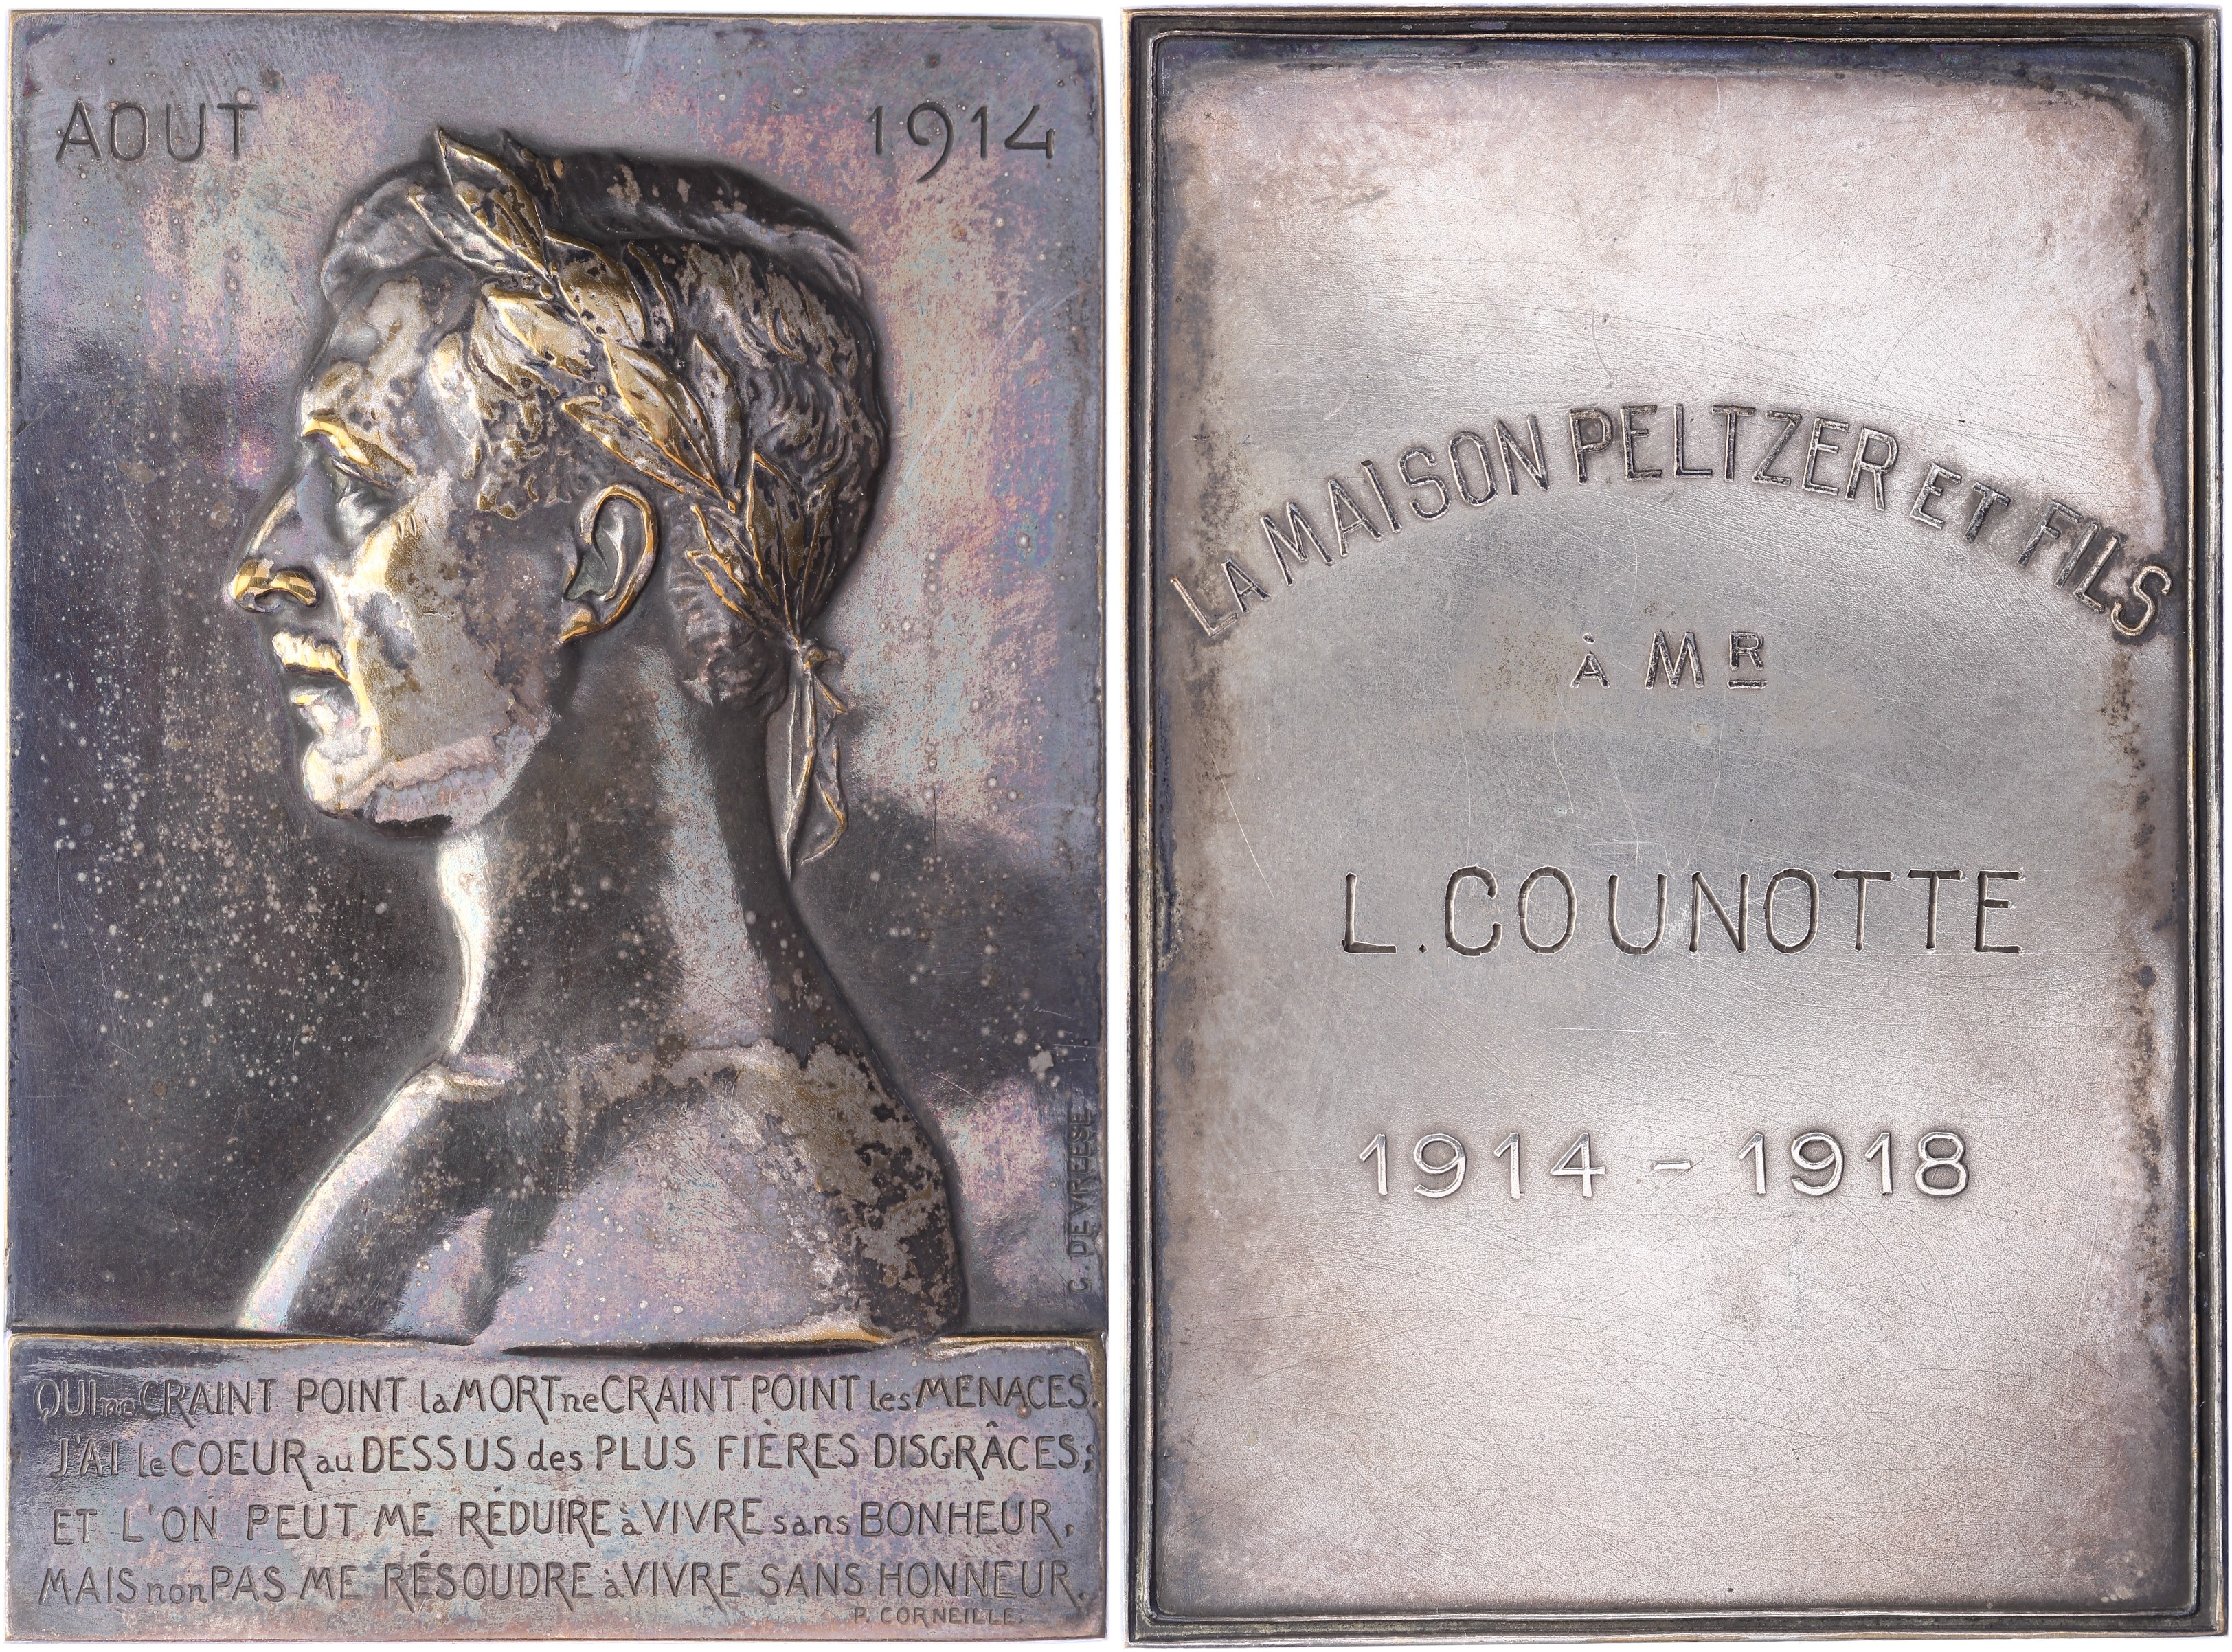 AOUT 1914
C. DEVREESE
QUI ne CRAINT POINT la MORT ne CRAINT POINT les MENACES.
J'AI le COEUR au DESSUS des PLUS FIÈRES DISGRÂCES;
ET L'ON PEUT ME RÉDUIRE à VIVRE sans BONHEUR,
MAIS non PAS ME RÉSOUDRE à VIVRE SANS HONNEUR.
P. CORNEILLE.
LA MAISON PELTZER ET FILS
À MR
L. COUNOTTE
1914 - 1918